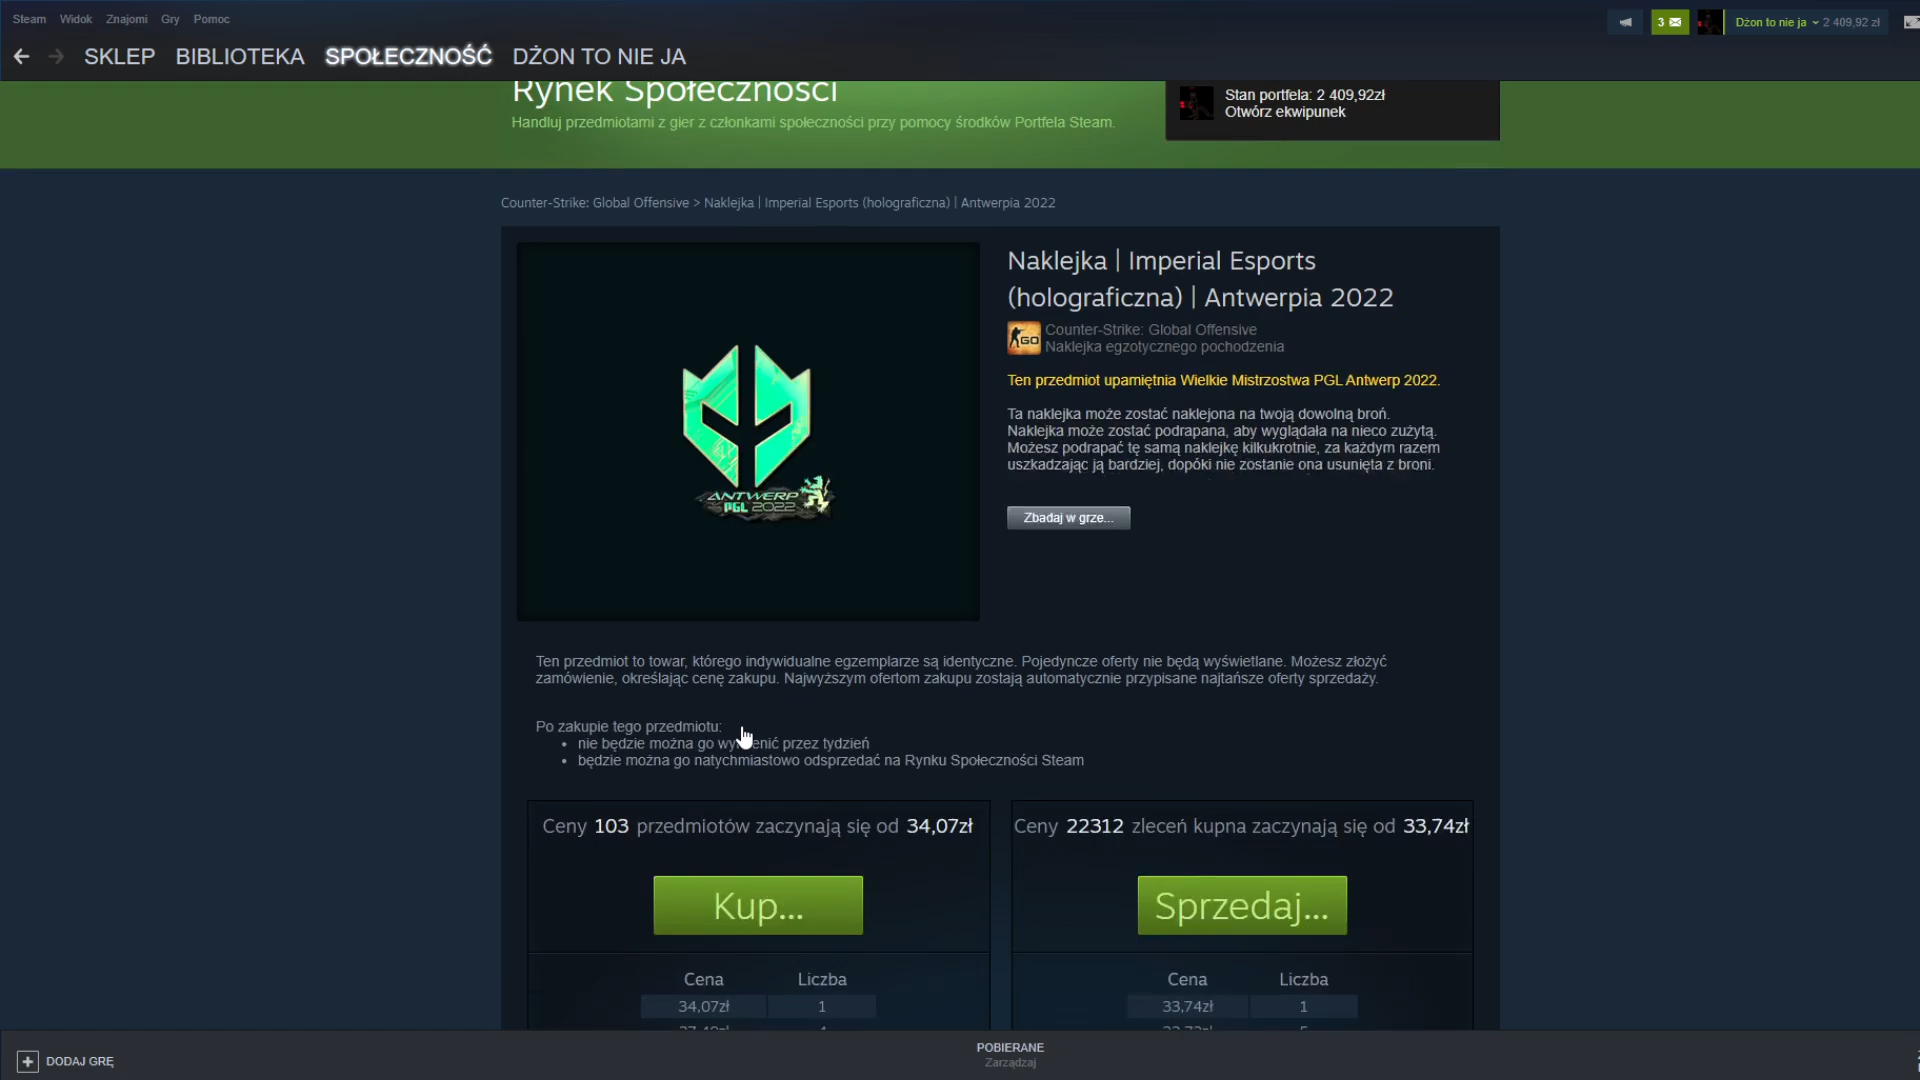 Steam Widok Znajomi Gry Pomoc
3
Dżon to nie ja 2 409,92 zł
SKLEP BIBLIOTEKA SPOŁECZNOŚĆ DŻON TO NIE JA
Rynek Społeczności
Handluj przedmiotami z gier z członkami społeczności przy pomocy środków Portfela Steam.
Stan portfela: 2 409,92zł
Otwórz ekwipunek
Counter-Strike: Global Offensive > Naklejka | Imperial Esports (holograficzna) | Antwerpia 2022
ANTWERP
PGL 2022
Naklejka | Imperial Esports
(holograficzna) | Antwerpia 2022
GO
Counter-Strike: Global Offensive
Naklejka egzotycznego pochodzenia
Ten przedmiot upamiętnia Wielkie Mistrzostwa PGL Antwerp 2022.
Ta naklejka może zostać naklejona na twoją dowolną broń.
Naklejka może zostać podrapana, aby wyglądała na nieco zużytą.
Możesz podrapać tę samą naklejkę kilkukrotnie, za każdym razem
uszkadzając ją bardziej, dopóki nie zostanie ona usunięta z broni.
Zbadaj w grze...
Ten przedmiot to towar, którego indywidualne egzemplarze są identyczne. Pojedyncze oferty nie będą wyświetlane. Możesz złożyć
zamówienie, określając cenę zakupu. Najwyższym ofertom zakupu zostają automatycznie przypisane najtańsze oferty sprzedaży.
Po zakupie tego przedmiotu:
• nie będzie można go wymienić przez tydzień
• będzie można go natychmiastowo odsprzedać na Rynku Społeczności Steam
Ceny 103 przedmiotów zaczynają się od 34,07zł
Kup...
Cena Liczba
34,07zł 1
Ceny 22312 zleceń kupna zaczynają się od 33,74zł
Sprzedaj...
Cena Liczba
33,74zł 1
DODAJ GRĘ
POBIERANE
Zarządzaj